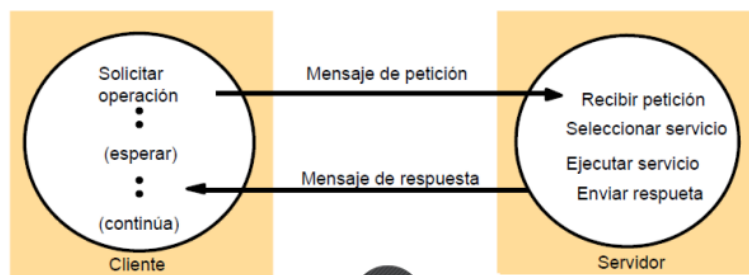 Solicitar
operación
(esperar)
(continúa)
Cliente
Mensaje de petición
Mensaje de respuesta
Recibir petición
Seleccionar servicio
Ejecutar servicio
Enviar respueta
Servidor